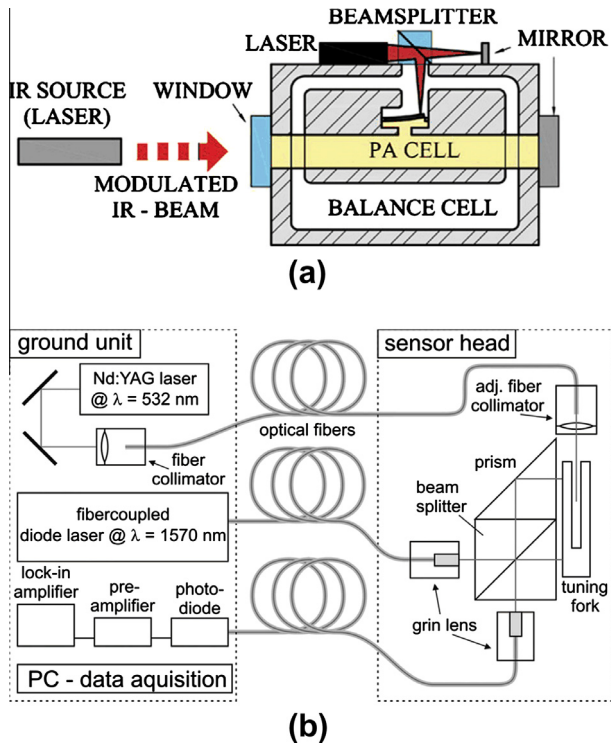 BEAMSPLITTER
LASER
MIRROR
IR SOURCE
(LASER)
WINDOW
PA CELL
MODULATED
IR - BEAM
BALANCE CELL
(a)
ground unit
sensor head
Nd:YAG laser
@ λ = 532 nm
adj. fiber
collimator
optical fibers
fiber
collimator
prism
beam
splitter
fibercoupled
diode laser @ λ = 1570 nm
lock-in
amplifier
pre-
amplifier
photo-
diode
tuning
fork
grin lens
PC - data aquisition
(b)